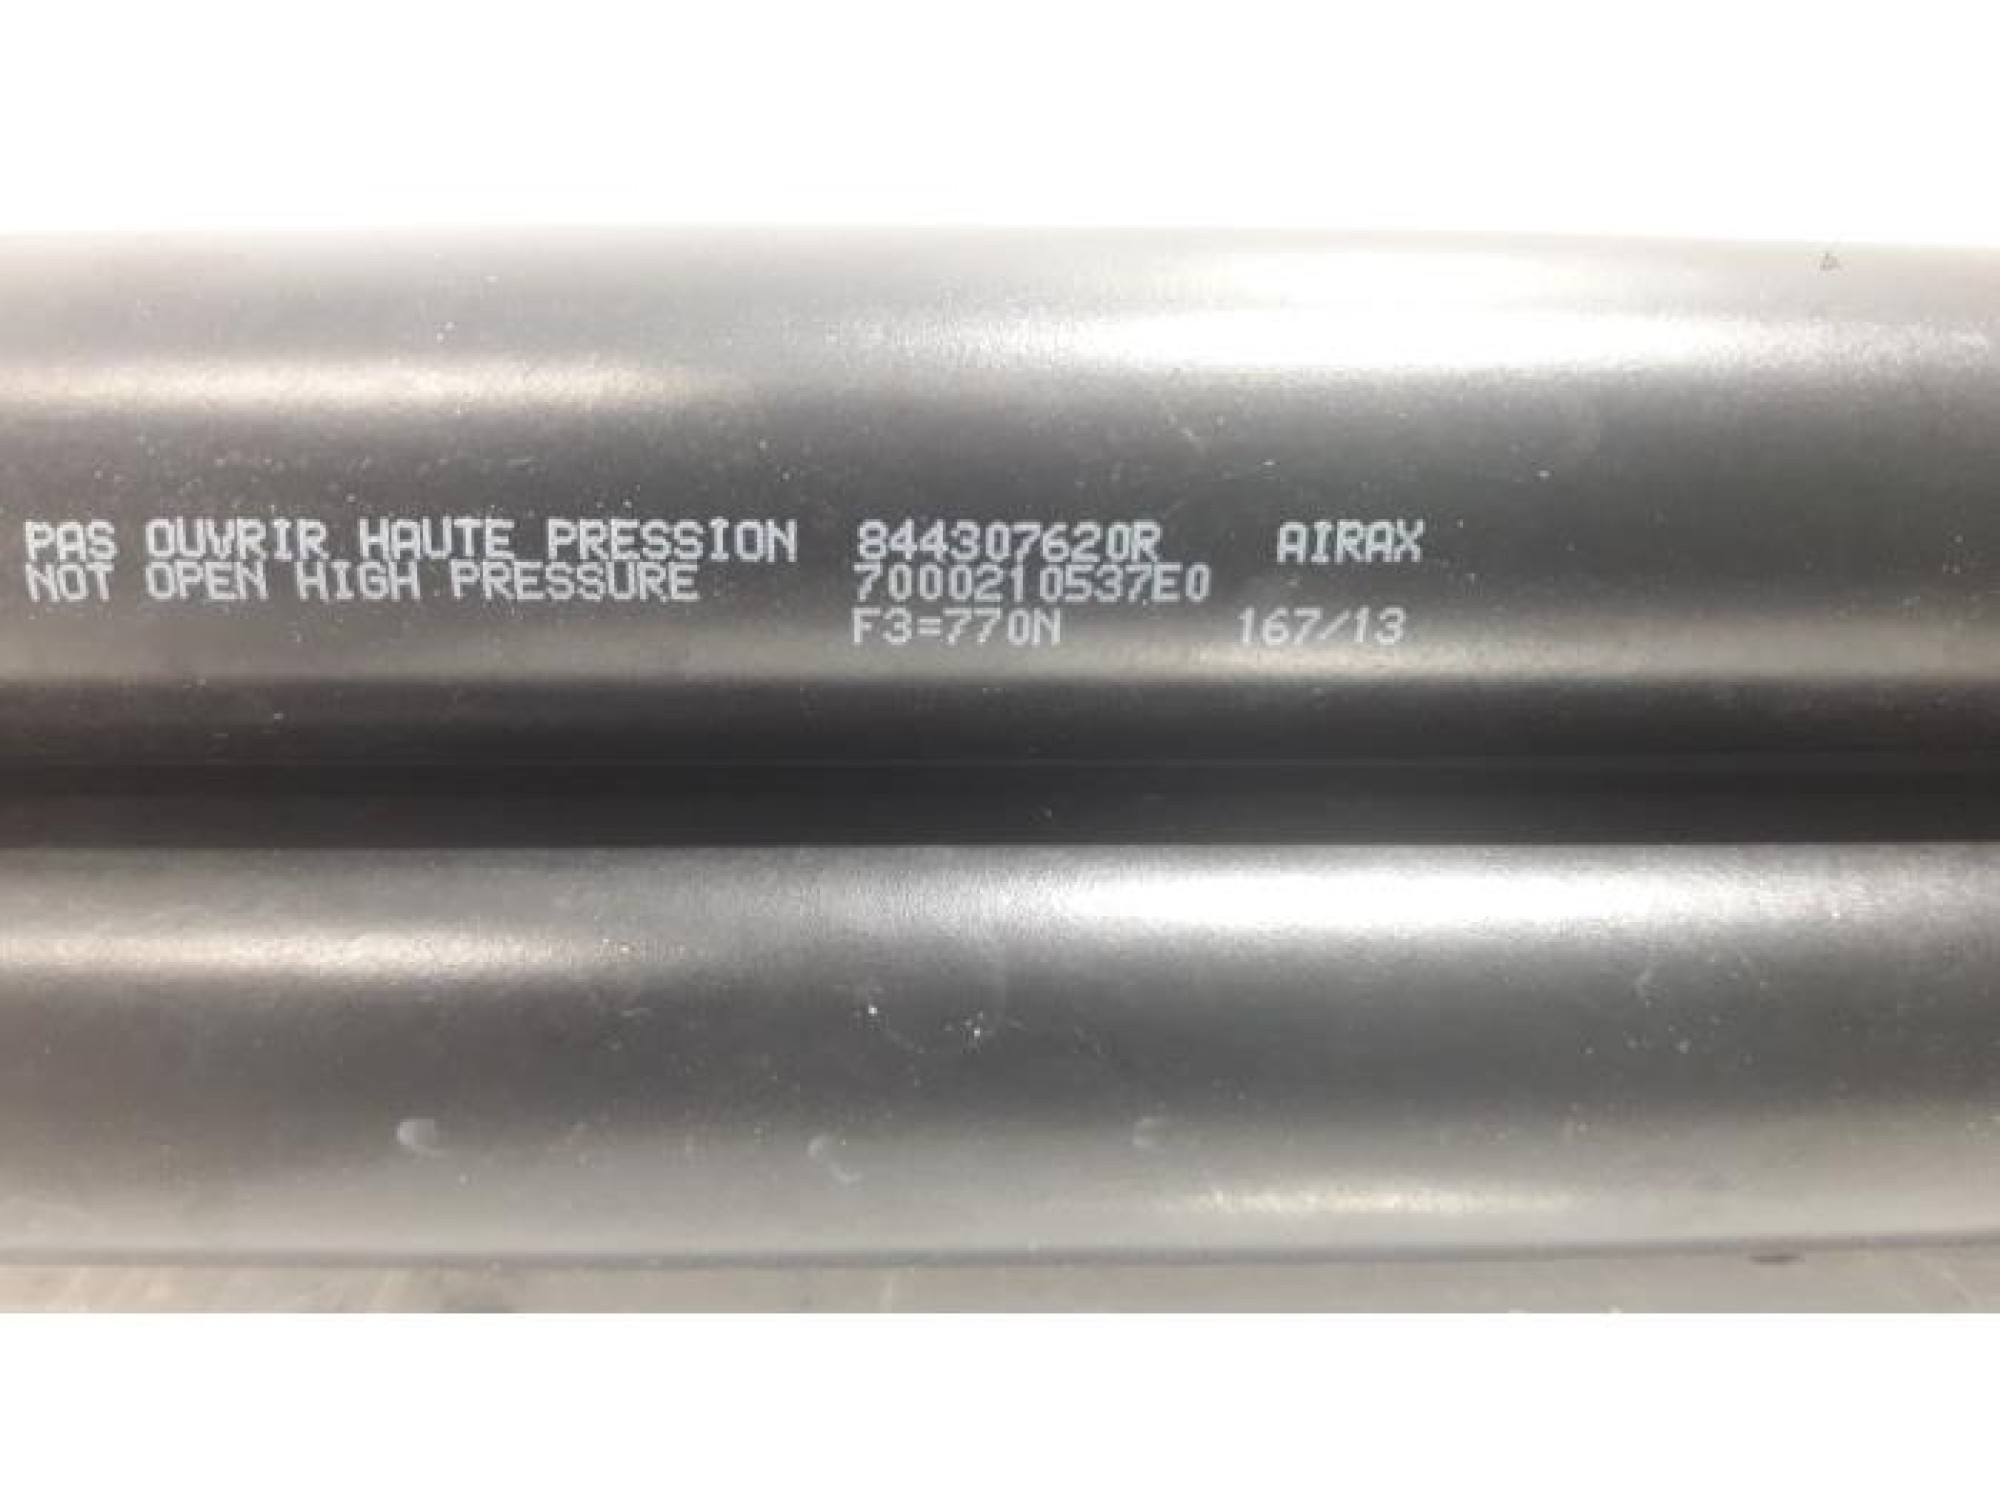 PAS OUVRIR HAUTE PRESSION 844307620R AIRAX
NOT OPEN HIGH PRESSURE 7000210537E0
F3=770N 167/13